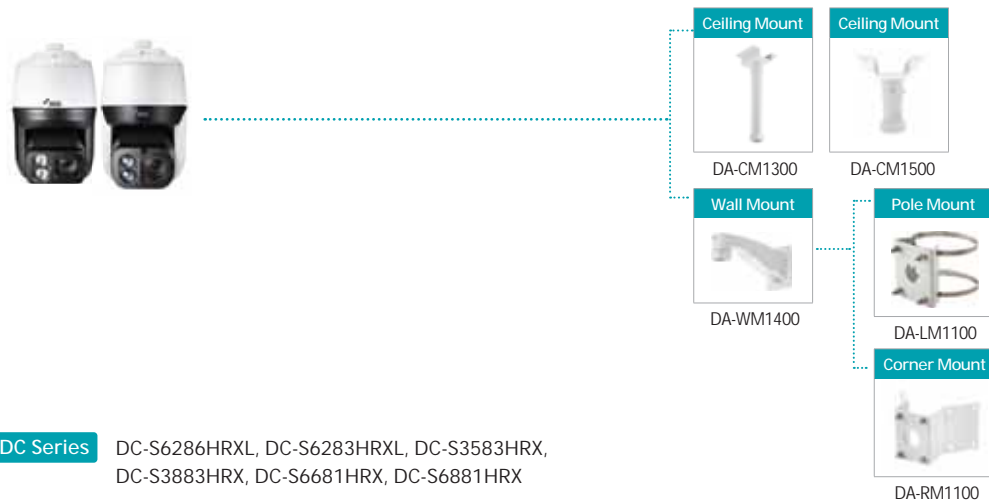 Ceiling Mount
Ceiling Mount
DA-CM1300
DA-CM1500
Wall Mount
Pole Mount
DA-WM1400
DA-LM1100
Corner Mount
DA-RM1100
DC Series
DC-S6286HRXL, DC-S6283HRXL, DC-S3583HRX,
DC-S3883HRX, DC-S6681HRX, DC-S6881HRX